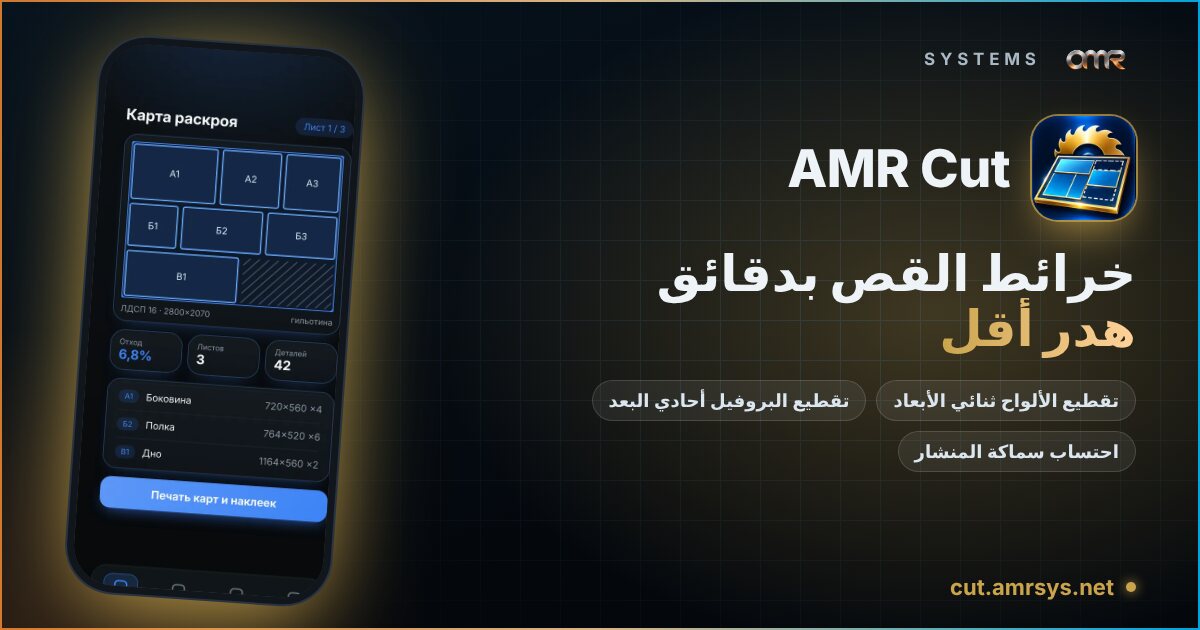 SYSTEMS amr
AMR Cut
خرائط القص بدقائق
هدر أقل
تقطيع الألواح ثنائي الأبعاد
تقطيع البروفيل أحادي البعد
احتساب سماكة المنشار
cut.amrsys.net
Карта раскроя
Лист 1 / 3
А1
А2
А3
Б1
Б2
Б3
В1
ЛДСП 16 · 2800×2070
гильотина
Отход
6,8%
Листов
3
Деталей
42
А1 Боковина 720×560 ×4
Б2 Полка 764×520 ×6
В1 Дно 1164×560 ×2
Печать карт и наклеек